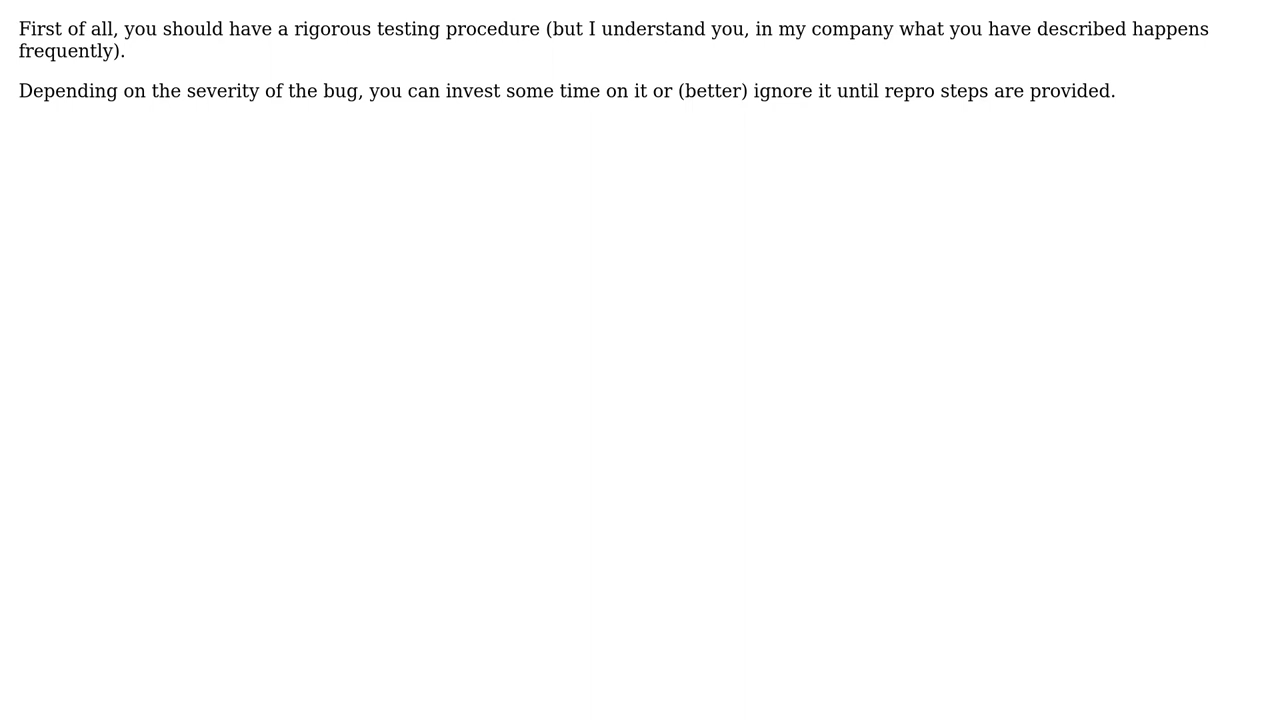 First of all, you should have a rigorous testing procedure (but I understand you, in my company what you have described happens
frequently).
Depending on the severity of the bug, you can invest some time on it or (better) ignore it until repro steps are provided.